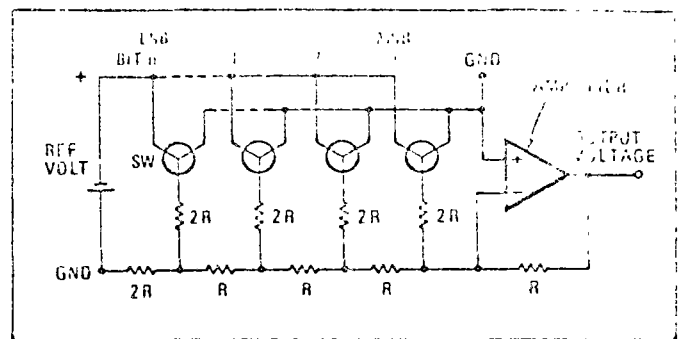 LSB
BIT n
MSB
GND
+
REF
VOLT
SW
2R
2R
2R
2R
+
−
OUTPUT
VOLTAGE
GND
2R
R
R
R
R